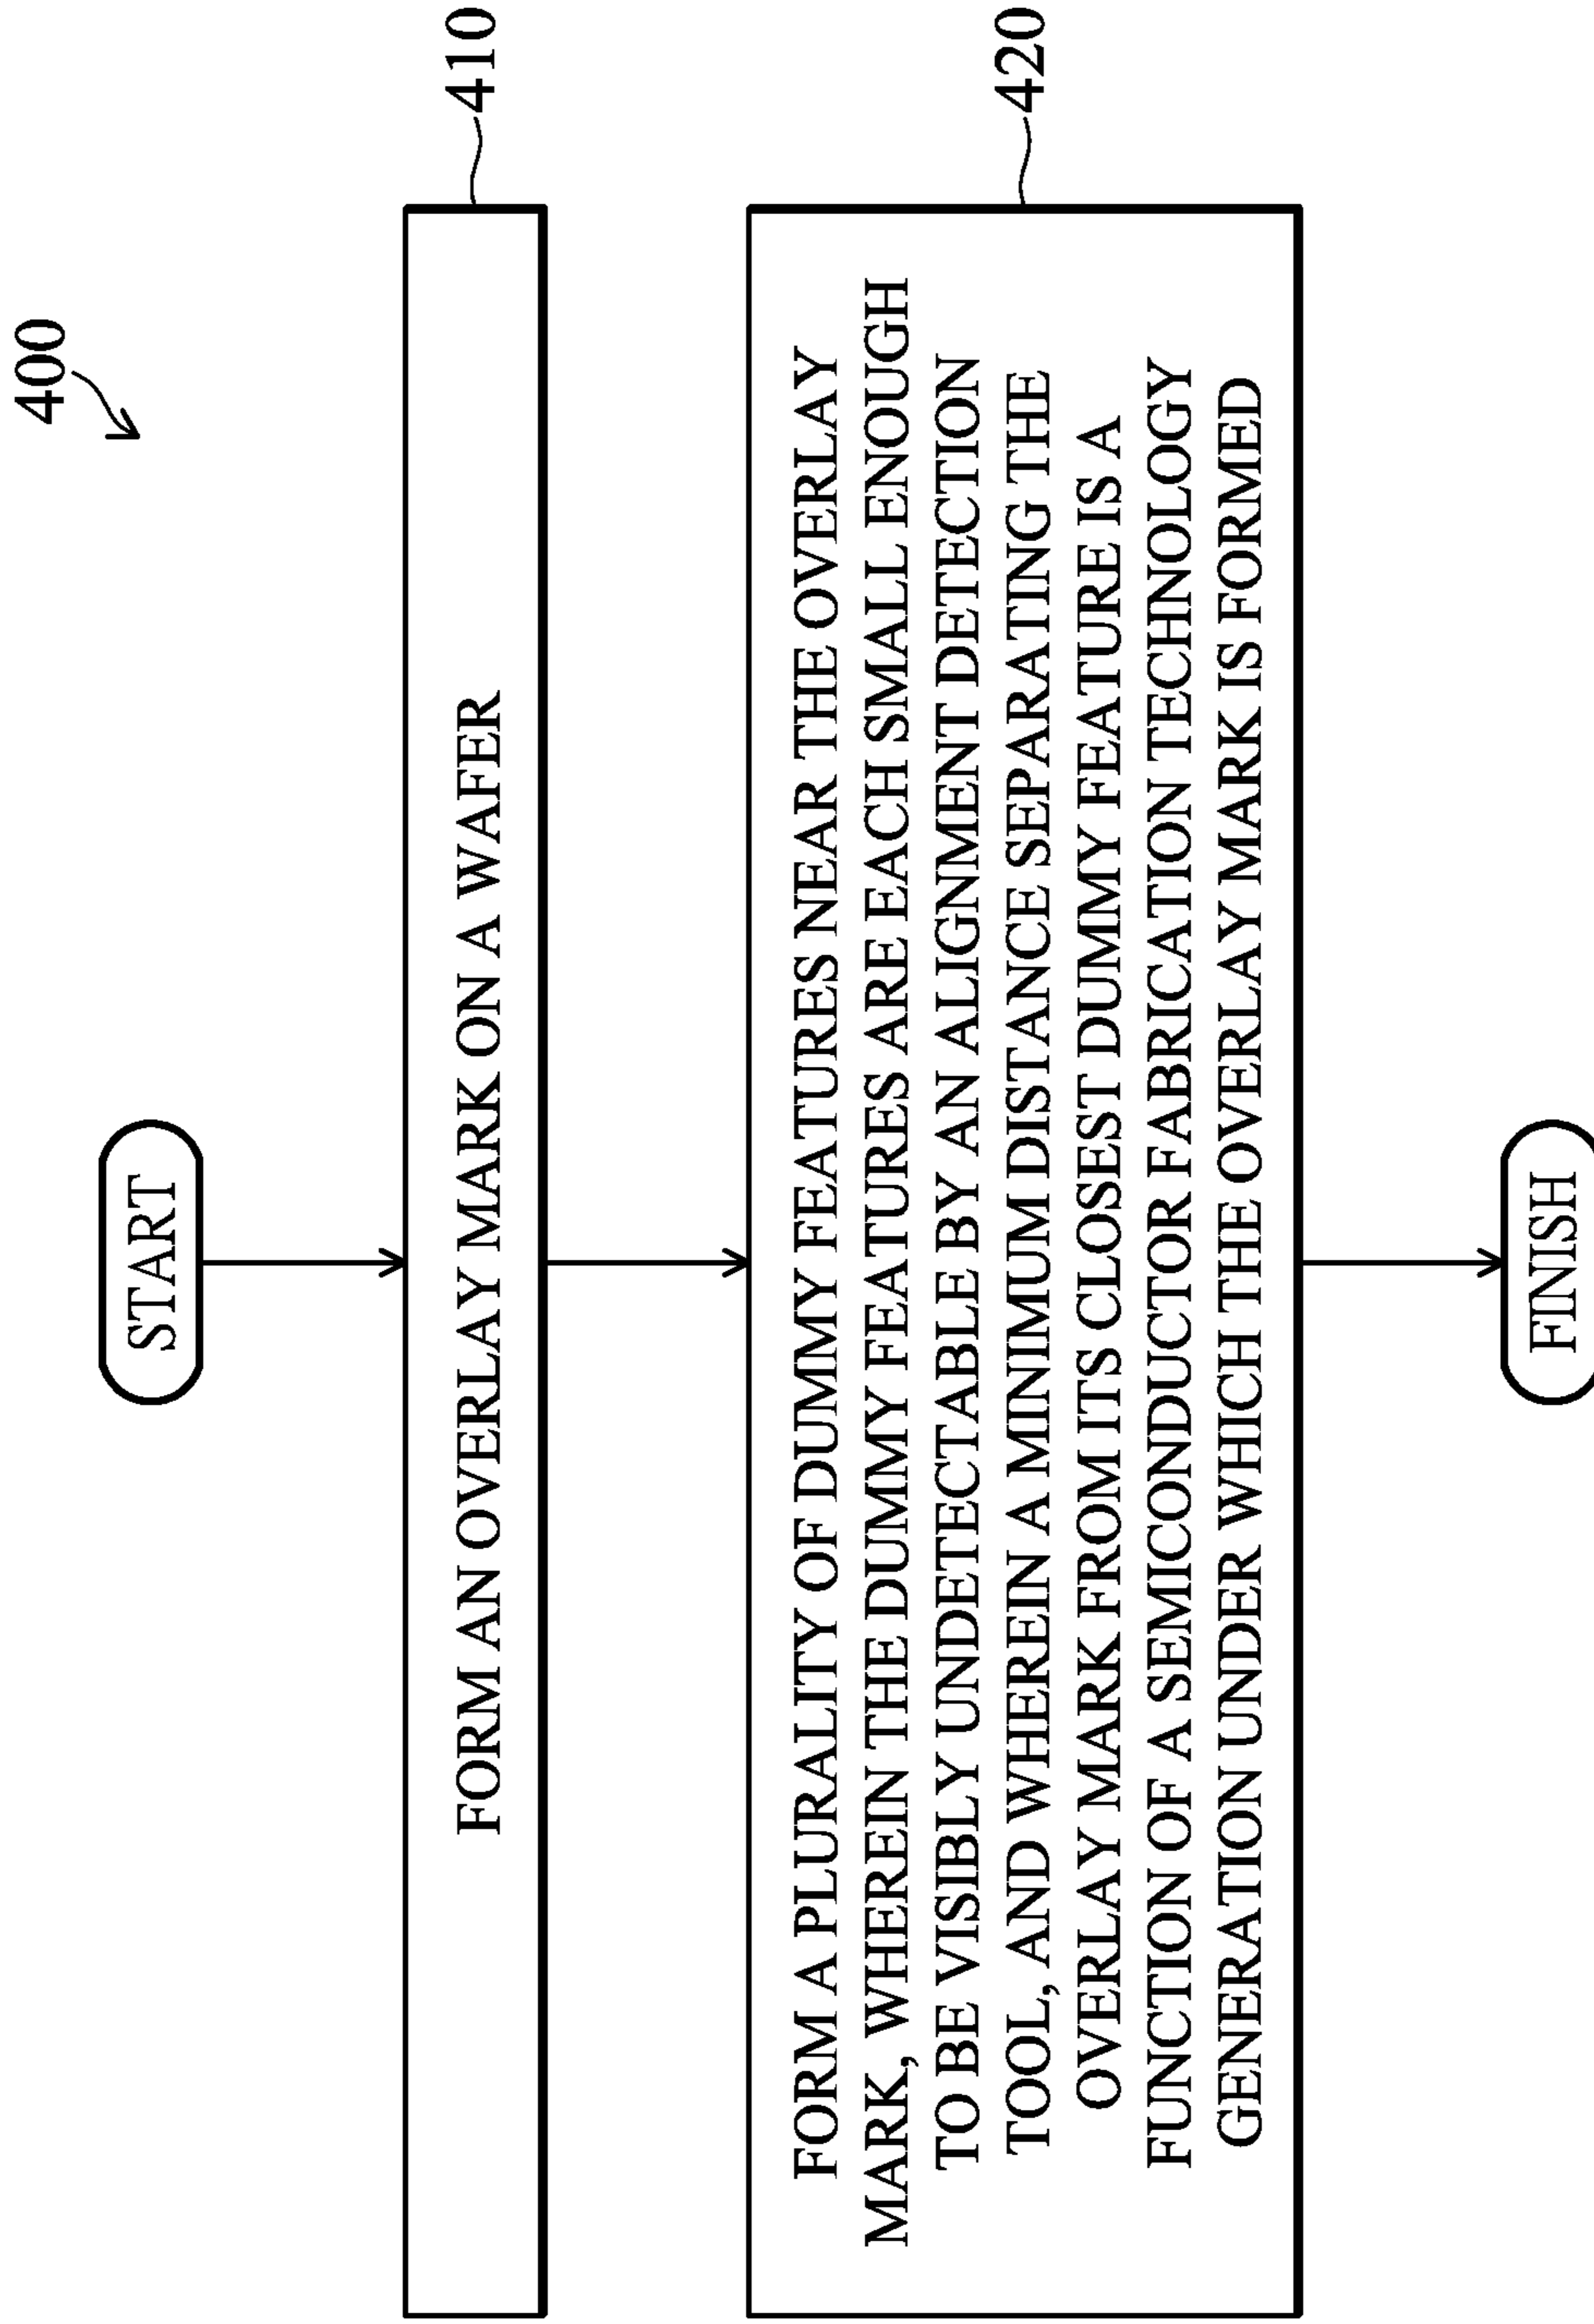 400
START
FORM AN OVERLAY MARK ON A WAFER
410
FORM A PLURALITY OF DUMMY FEATURES NEAR THE OVERLAY
MARK, WHEREIN THE DUMMY FEATURES ARE EACH SMALL ENOUGH
TO BE VISIBLY UNDETECTABLE BY AN ALIGNMENT DETECTION
TOOL, AND WHEREIN A MINIMUM DISTANCE SEPARATING THE
OVERLAY MARK FROM ITS CLOSEST DUMMY FEATURE IS A
FUNCTION OF A SEMICONDUCTOR FABRICATION TECHNOLOGY
GENERATION UNDER WHICH THE OVERLAY MARK IS FORMED
420
FINISH